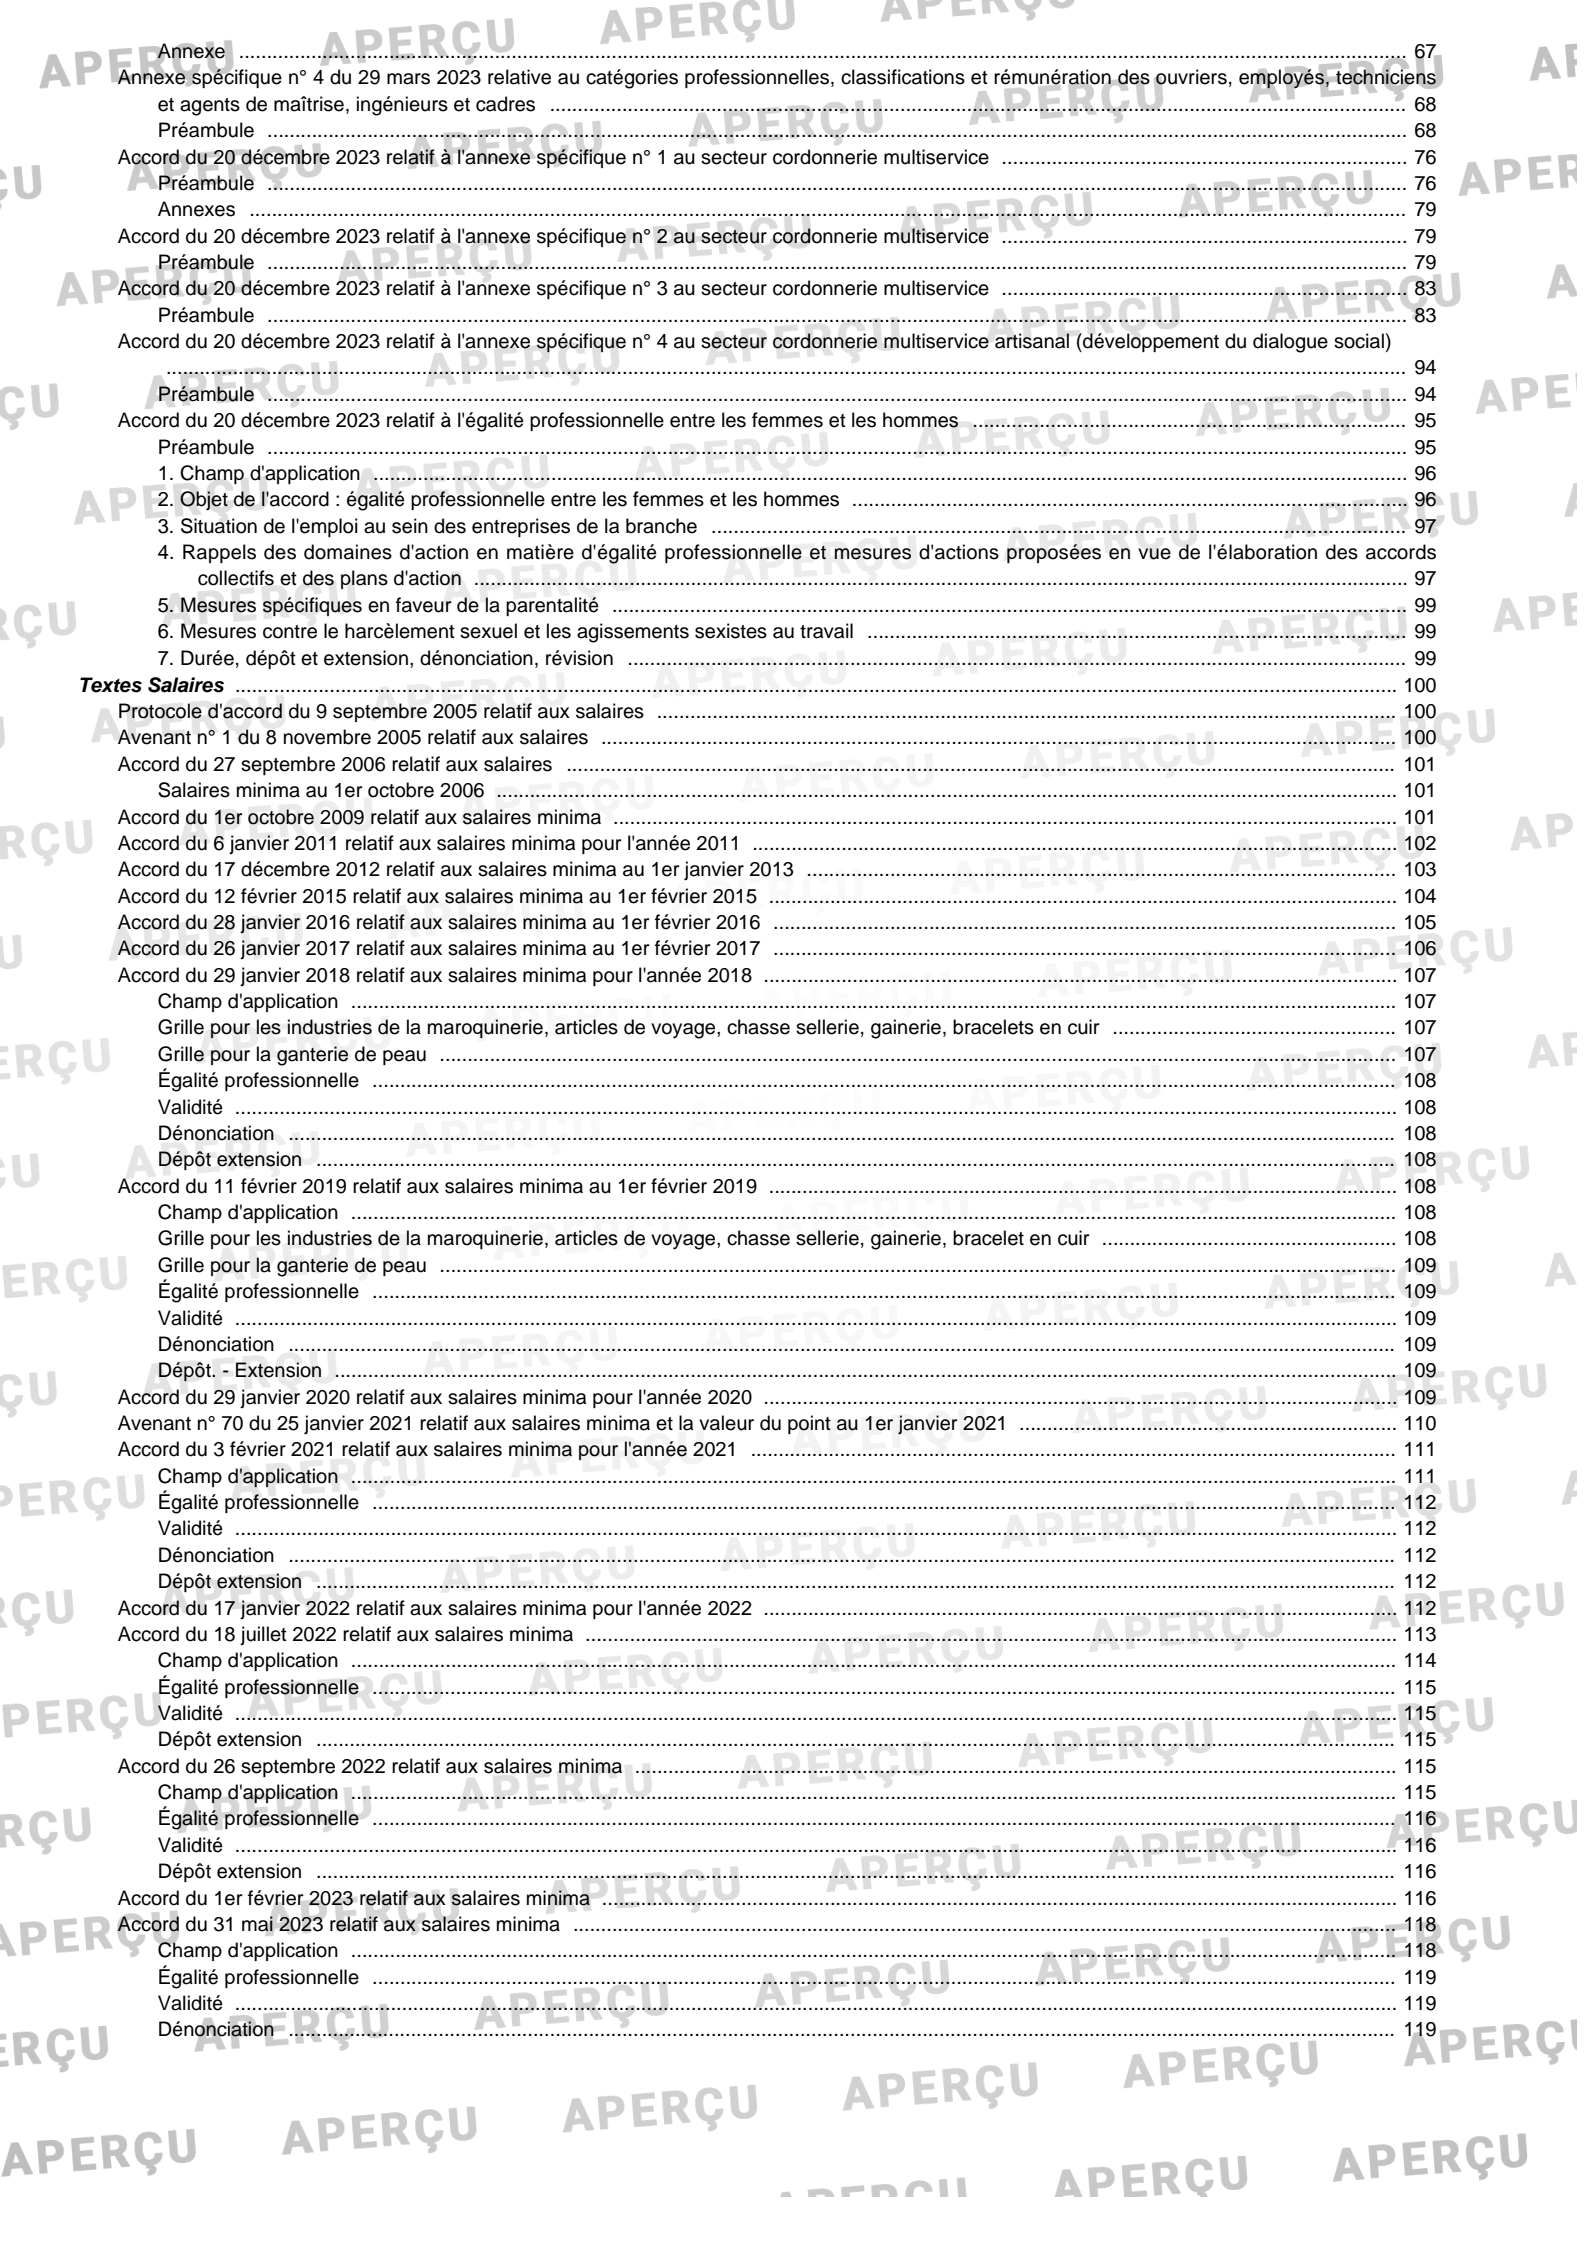 Annexe ........ 67
Annexe spécifique n° 4 du 29 mars 2023 relative au catégories professionnelles, classifications et rémunération des ouvriers, employés, techniciens
et agents de maîtrise, ingénieurs et cadres ........ 68
Préambule ........ 68
Accord du 20 décembre 2023 relatif à l'annexe spécifique n° 1 au secteur cordonnerie multiservice ........ 76
Préambule ........ 76
Annexes ........ 79
Accord du 20 décembre 2023 relatif à l'annexe spécifique n° 2 au secteur cordonnerie multiservice ........ 79
Préambule ........ 79
Accord du 20 décembre 2023 relatif à l'annexe spécifique n° 3 au secteur cordonnerie multiservice ........ 83
Préambule ........ 83
Accord du 20 décembre 2023 relatif à l'annexe spécifique n° 4 au secteur cordonnerie multiservice artisanal (développement du dialogue social)
........ 94
Préambule ........ 94
Accord du 20 décembre 2023 relatif à l'égalité professionnelle entre les femmes et les hommes ........ 95
Préambule ........ 95
1. Champ d'application ........ 96
2. Objet de l'accord : égalité professionnelle entre les femmes et les hommes ........ 96
3. Situation de l'emploi au sein des entreprises de la branche ........ 97
4. Rappels des domaines d'action en matière d'égalité professionnelle et mesures d'actions proposées en vue de l'élaboration des accords
collectifs et des plans d'action ........ 97
5. Mesures spécifiques en faveur de la parentalité ........ 99
6. Mesures contre le harcèlement sexuel et les agissements sexistes au travail ........ 99
7. Durée, dépôt et extension, dénonciation, révision ........ 99
Textes Salaires ........ 100
Protocole d'accord du 9 septembre 2005 relatif aux salaires ........ 100
Avenant n° 1 du 8 novembre 2005 relatif aux salaires ........ 100
Accord du 27 septembre 2006 relatif aux salaires ........ 101
Salaires minima au 1er octobre 2006 ........ 101
Accord du 1er octobre 2009 relatif aux salaires minima ........ 101
Accord du 6 janvier 2011 relatif aux salaires minima pour l'année 2011 ........ 102
Accord du 17 décembre 2012 relatif aux salaires minima au 1er janvier 2013 ........ 103
Accord du 12 février 2015 relatif aux salaires minima au 1er février 2015 ........ 104
Accord du 28 janvier 2016 relatif aux salaires minima au 1er février 2016 ........ 105
Accord du 26 janvier 2017 relatif aux salaires minima au 1er février 2017 ........ 106
Accord du 29 janvier 2018 relatif aux salaires minima pour l'année 2018 ........ 107
Champ d'application ........ 107
Grille pour les industries de la maroquinerie, articles de voyage, chasse sellerie, gainerie, bracelets en cuir ........ 107
Grille pour la ganterie de peau ........ 107
Égalité professionnelle ........ 108
Validité ........ 108
Dénonciation ........ 108
Dépôt extension ........ 108
Accord du 11 février 2019 relatif aux salaires minima au 1er février 2019 ........ 108
Champ d'application ........ 108
Grille pour les industries de la maroquinerie, articles de voyage, chasse sellerie, gainerie, bracelet en cuir ........ 108
Grille pour la ganterie de peau ........ 109
Égalité professionnelle ........ 109
Validité ........ 109
Dénonciation ........ 109
Dépôt. - Extension ........ 109
Accord du 29 janvier 2020 relatif aux salaires minima pour l'année 2020 ........ 109
Avenant n° 70 du 25 janvier 2021 relatif aux salaires minima et la valeur du point au 1er janvier 2021 ........ 110
Accord du 3 février 2021 relatif aux salaires minima pour l'année 2021 ........ 111
Champ d'application ........ 111
Égalité professionnelle ........ 112
Validité ........ 112
Dénonciation ........ 112
Dépôt extension ........ 112
Accord du 17 janvier 2022 relatif aux salaires minima pour l'année 2022 ........ 112
Accord du 18 juillet 2022 relatif aux salaires minima ........ 113
Champ d'application ........ 114
Égalité professionnelle ........ 115
Validité ........ 115
Dépôt extension ........ 115
Accord du 26 septembre 2022 relatif aux salaires minima ........ 115
Champ d'application ........ 115
Égalité professionnelle ........ 116
Validité ........ 116
Dépôt extension ........ 116
Accord du 1er février 2023 relatif aux salaires minima ........ 116
Accord du 31 mai 2023 relatif aux salaires minima ........ 118
Champ d'application ........ 118
Égalité professionnelle ........ 119
Validité ........ 119
Dénonciation ........ 119
APERÇU